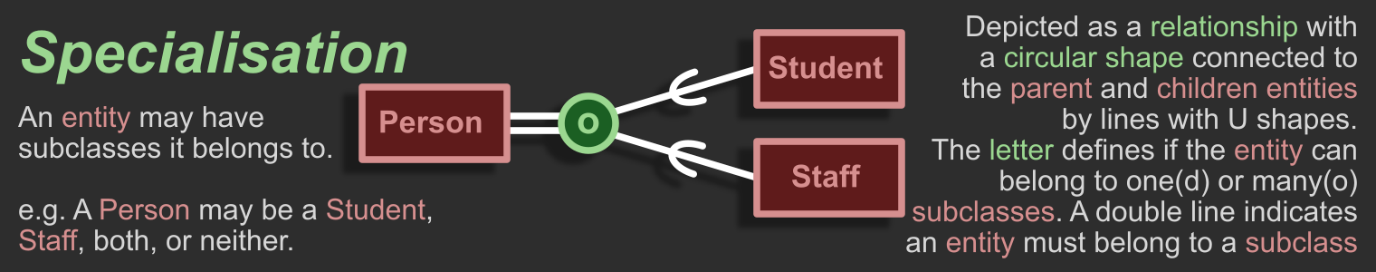 Specialisation
An entity may have
subclasses it belongs to.
e.g. A Person may be a Student,
Staff, both, or neither.
Person
o
Student
Staff
Depicted as a relationship with
a circular shape connected to
the parent and children entities
by lines with U shapes.
The letter defines if the entity can
belong to one(d) or many(o)
subclasses. A double line indicates
an entity must belong to a subclass